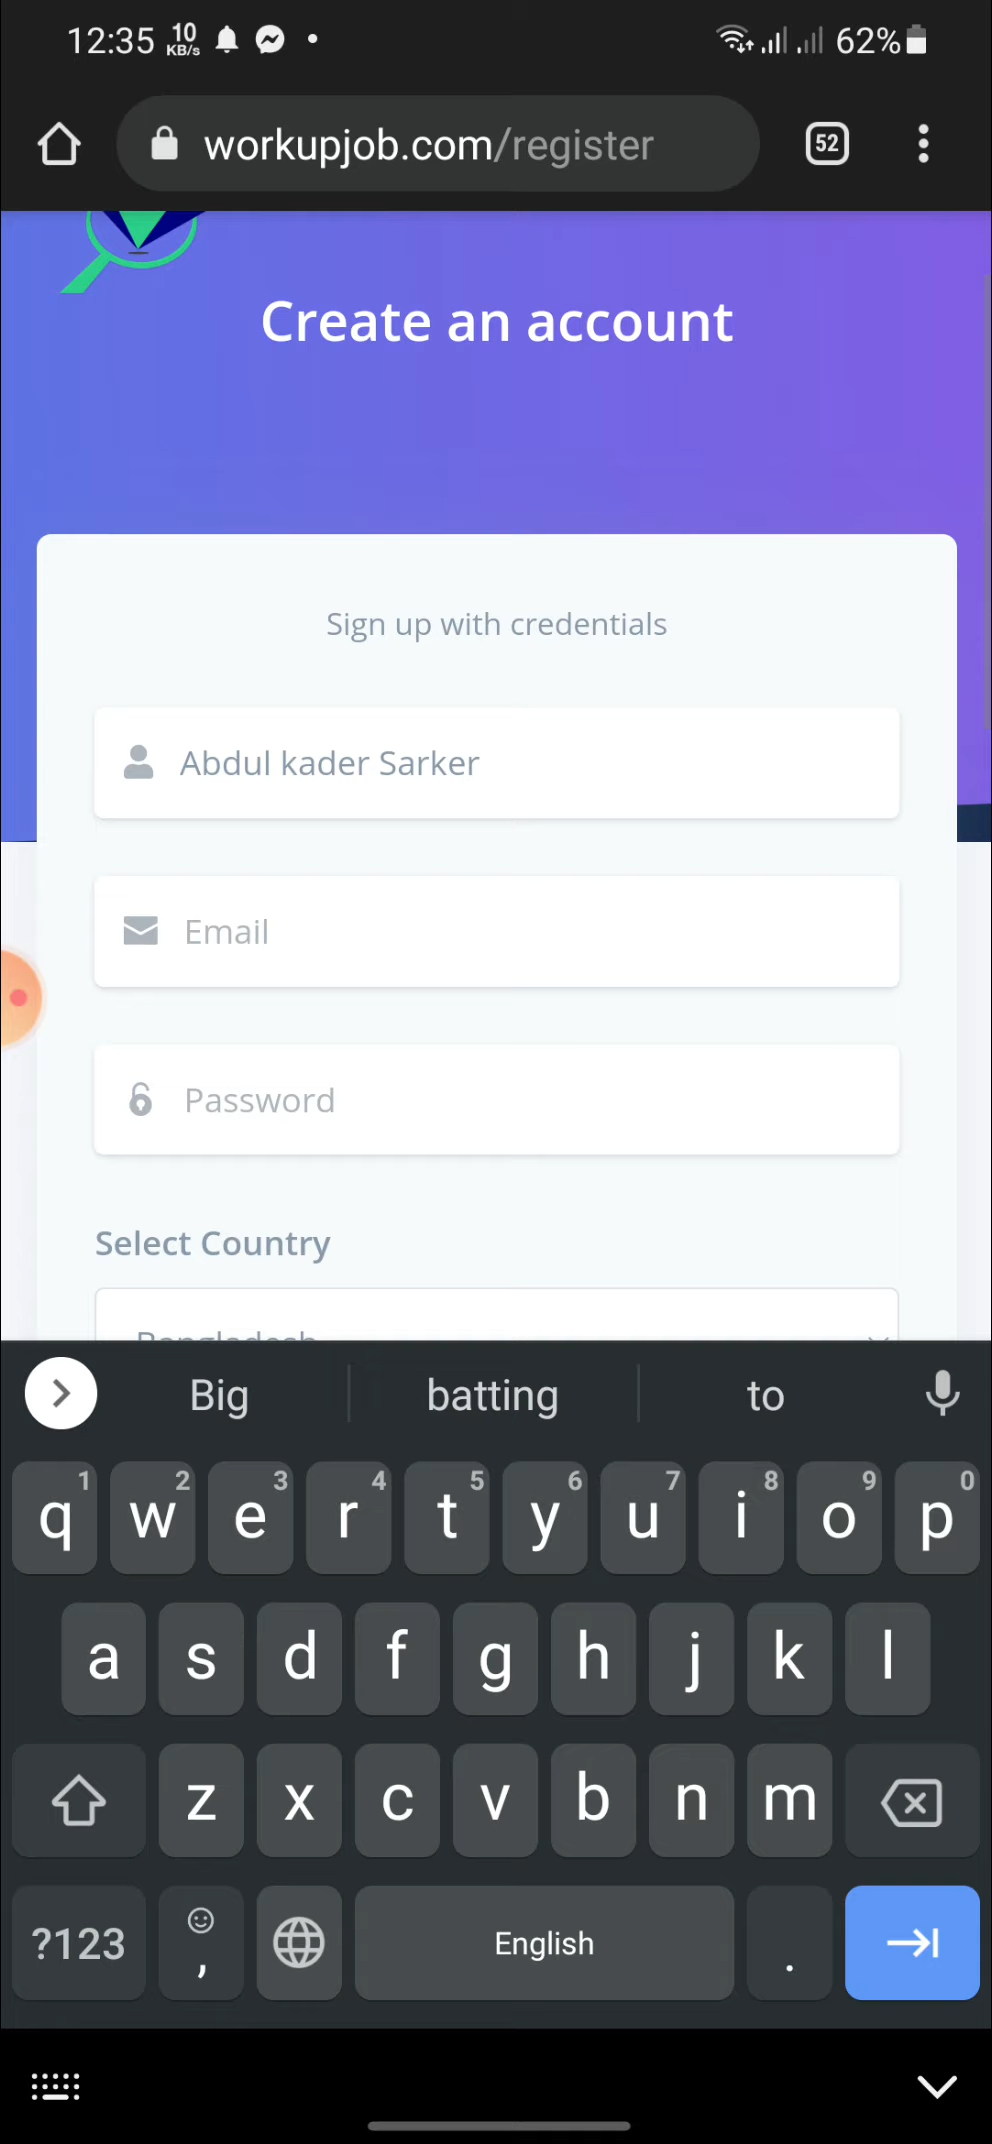 12:35 10 KB/s 62%
workupjob.com/register 52
Create an account
Sign up with credentials
Abdul kader Sarker
Email
Password
Select Country
Bangladesh
Big batting to
1 2 3 4 5 6 7 8 9 0
q w e r t y u i o p
a s d f g h j k l
z x c v b n m
?123 , English .